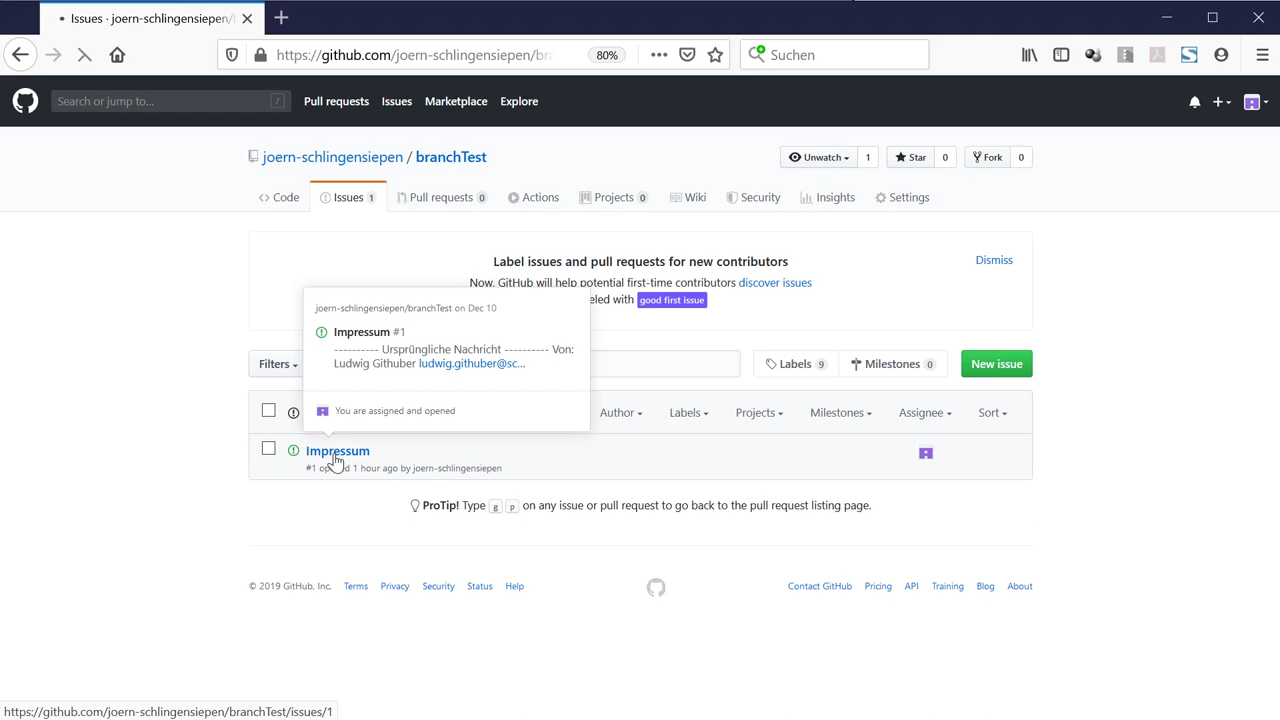 Issues · joern-schlingensiepen/
https://github.com/joern-schlingensiepen/br
80%
Suchen
Search or jump to...
/
Pull requests
Issues
Marketplace
Explore
joern-schlingensiepen / branchTest
Unwatch
1
Star
0
Fork
0
Code
Issues 1
Pull requests 0
Actions
Projects 0
Wiki
Security
Insights
Settings
Label issues and pull requests for new contributors
Dismiss
Now, GitHub will help potential first-time contributors discover issues
good first issue
joern-schlingensiepen/branchTest on Dec 10
Impressum #1
---------- Ursprüngliche Nachricht ---------- Von:
Ludwig Githuber ludwig.githuber@sc...
You are assigned and opened
Filters
Labels 9
Milestones 0
New issue
Author
Labels
Projects
Milestones
Assignee
Sort
Impressum
#1 1 hour ago by joern-schlingensiepen
ProTip! Type g p on any issue or pull request to go back to the pull request listing page.
© 2019 GitHub, Inc.
Terms
Privacy
Security
Status
Help
Contact GitHub
Pricing
API
Training
Blog
About
https://github.com/joern-schlingensiepen/branchTest/issues/1